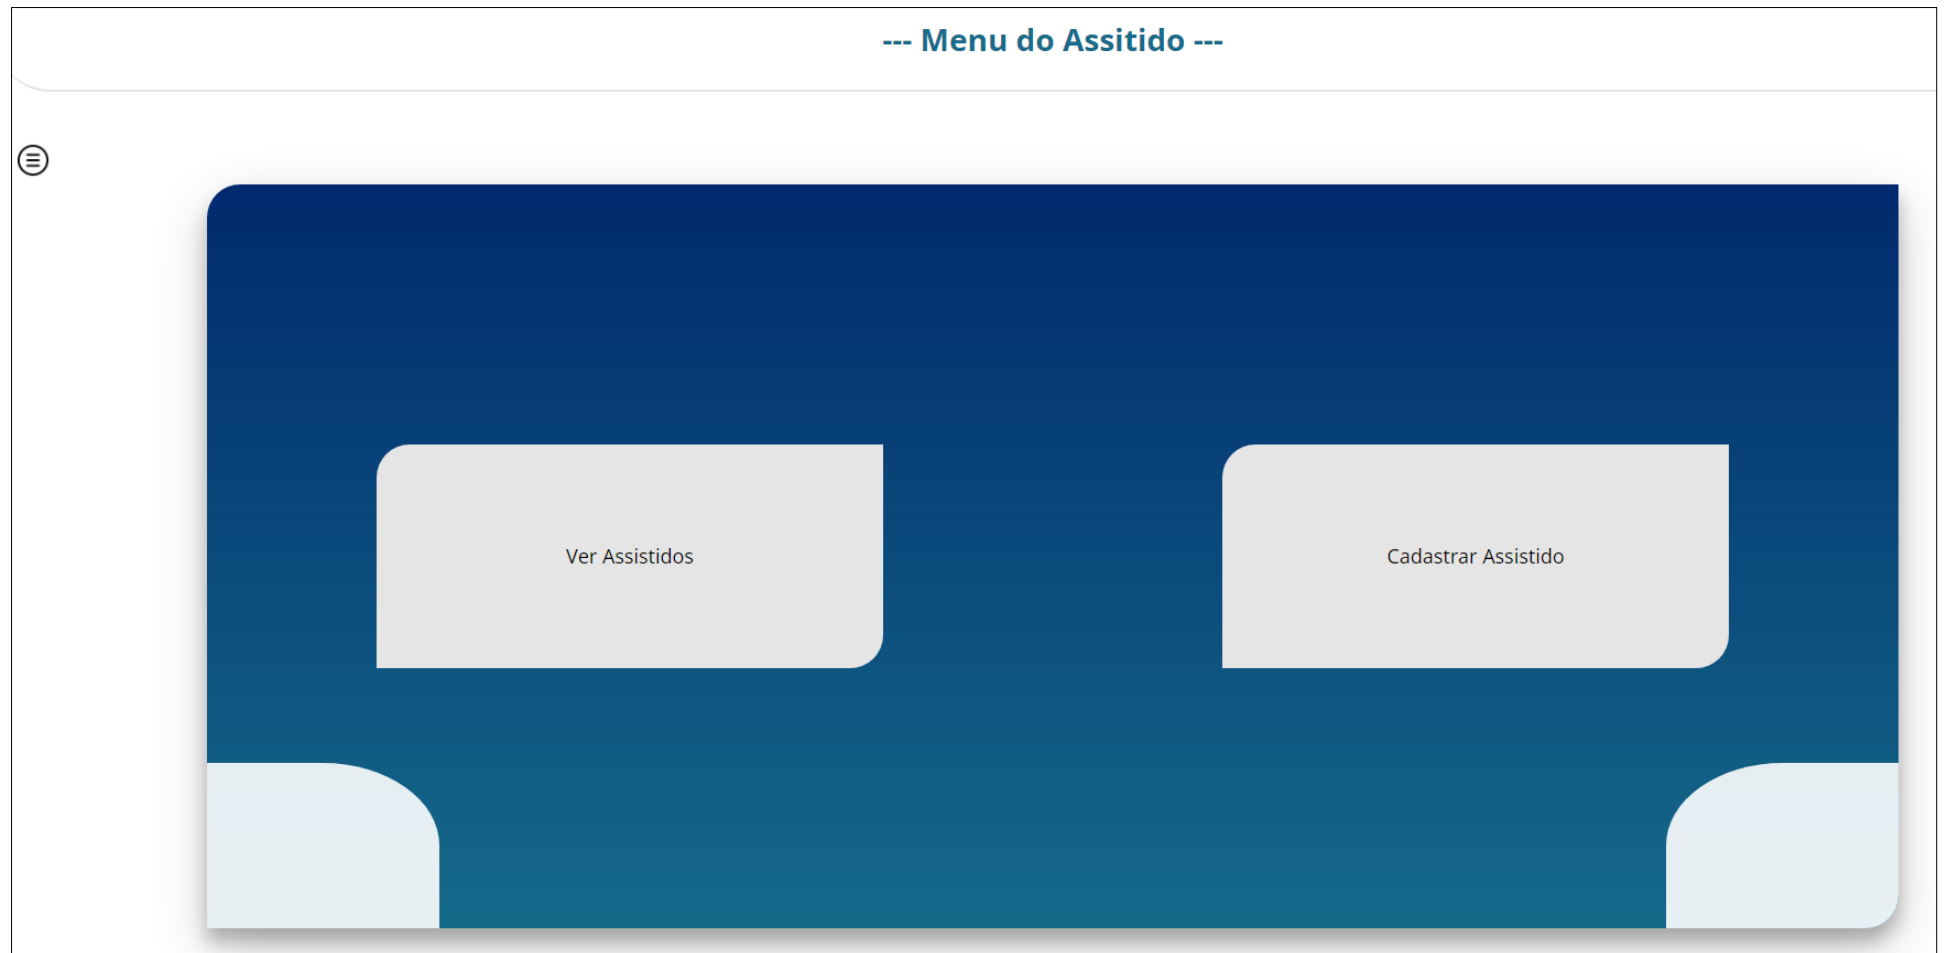 --- Menu do Assitido ---
Ver Assistidos
Cadastrar Assistido